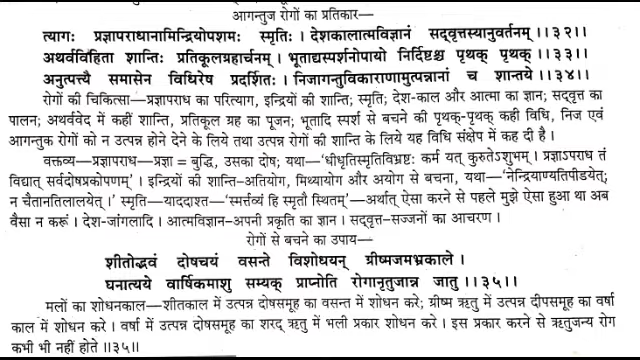 आगन्तुज रोगों का प्रतिकार—
त्यागः प्रज्ञापराधानामिन्द्रियोपशमः स्मृतिः। देशकालात्मविज्ञानं सद्वृत्तस्यानुवर्तनम्।।३२।।
अथर्वविहिता शान्तिः प्रतिकूलग्रहार्चनम्। भूताद्यस्पर्शनोपायो निर्दिष्टश्च पृथक् पृथक्।।३३।।
अनुत्पत्त्यै समासेन विधिरेष प्रदर्शितः। निजागन्तुविकाराणामुत्पन्नानां च शान्तये।।३४।।
रोगों की चिकित्सा—प्रज्ञापराध का परित्याग, इन्द्रियों की शान्ति; स्मृति; देश-काल और आत्मा का ज्ञान; सद्वृत्त का
पालन; अथर्ववेद में कहीं शान्ति, प्रतिकूल ग्रह का पूजन; भूतादि स्पर्श से बचने की पृथक्-पृथक् कही विधि, निज एवं
आगन्तुक रोगों को न उत्पन्न होने देने के लिये तथा उत्पन्न रोगों की शान्ति के लिये यह विधि संक्षेप में कह दी है।
वक्तव्य—प्रज्ञापराध—प्रज्ञा = बुद्धि, उसका दोष; यथा—'धीधृतिस्मृतिविभ्रष्टः कर्म यत् कुरुतेऽशुभम्। प्रज्ञाऽपराध तं
विद्यात् सर्वदोषप्रकोपणम्'। इन्द्रियों की शान्ति-अतियोग, मिथ्यायोग और अयोग से बचना, यथा—'नेन्द्रियाण्यतिपीडयेत्;
न चैतानतिलालयेत्।' स्मृति—याददाश्त—'स्मर्त्तव्यं हि स्मृतौ स्थितम्'—अर्थात् ऐसा करने से पहले मुझे ऐसा हुआ था अब
वैसा न करूं। देश-जांगलादि। आत्मविज्ञान—अपनी प्रकृति का ज्ञान। सद्वृत्त-सज्जनों का आचरण।
रोगों से बचने का उपाय—
शीतोद्भवं दोषचयं वसन्ते विशोधयन् ग्रीष्मजमभ्रकाले।
घनात्यये वार्षिकमाशु सम्यक् प्राप्नोति रोगानृतुजान्न जातु।।३५।।
मलों का शोधनकाल—शीतकाल में उत्पन्न दोषसमूह का वसन्त में शोधन करे; ग्रीष्म ऋतु में उत्पन्न दीपसमूह का वर्षा
काल में शोधन करे। वर्षा में उत्पन्न दोषसमूह का शरद् ऋतु में भली प्रकार शोधन करे। इस प्रकार करने से ऋतुजन्य रोग
कभी भी नहीं होते।।३५॥